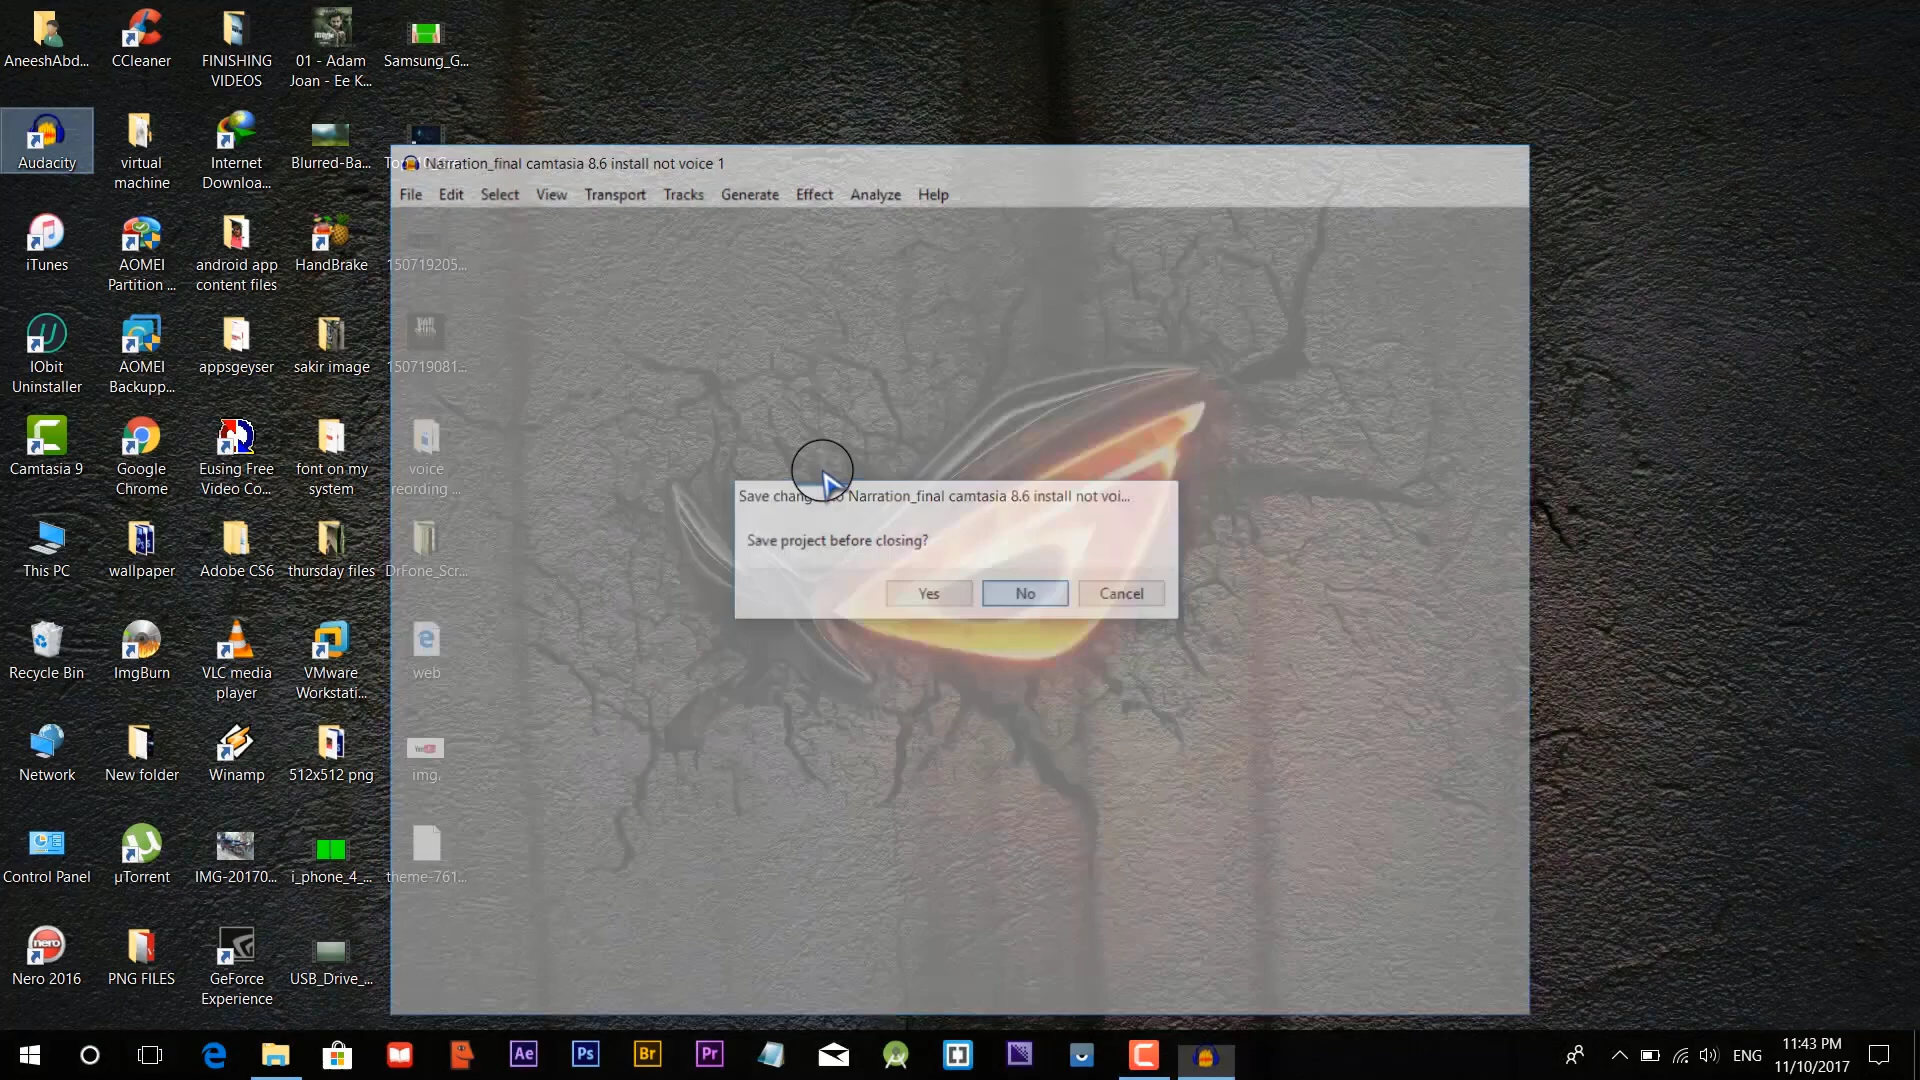 AneeshAbd...
CCleaner
FINISHING
VIDEOS
01 - Adam
Joan - Ee K...
Samsung_G...
Audacity
virtual
machine
Internet
Downloa...
Blurred-Ba...
Narration_final camtasia 8.6 install not voice 1
File Edit Select View Transport Tracks Generate Effect Analyze Help
iTunes
AOMEI
Partition ...
android app
content files
HandBrake
150719205...
IObit
Uninstaller
AOMEI
Backupp...
appsgeyser
sakir image
150719081...
Camtasia 9
Google
Chrome
Eusing Free
Video Co...
font on my
system
voice
reording ...
Save
Narration_final camtasia 8.6 install not voi...
Save project before closing?
Yes No Cancel
This PC
wallpaper
Adobe CS6
thursday files
DrFone_Scr...
Recycle Bin
ImgBurn
VLC media
player
VMware
Workstati...
web
Network
New folder
Winamp
512x512 png
img.
Control Panel
µTorrent
IMG-20170...
i_phone_4_...
theme-761...
nero
Nero 2016
PNG FILES
GeForce
Experience
USB_Drive_...
Ae
Ps
Br
Pr
ENG
11:43 PM
11/10/2017